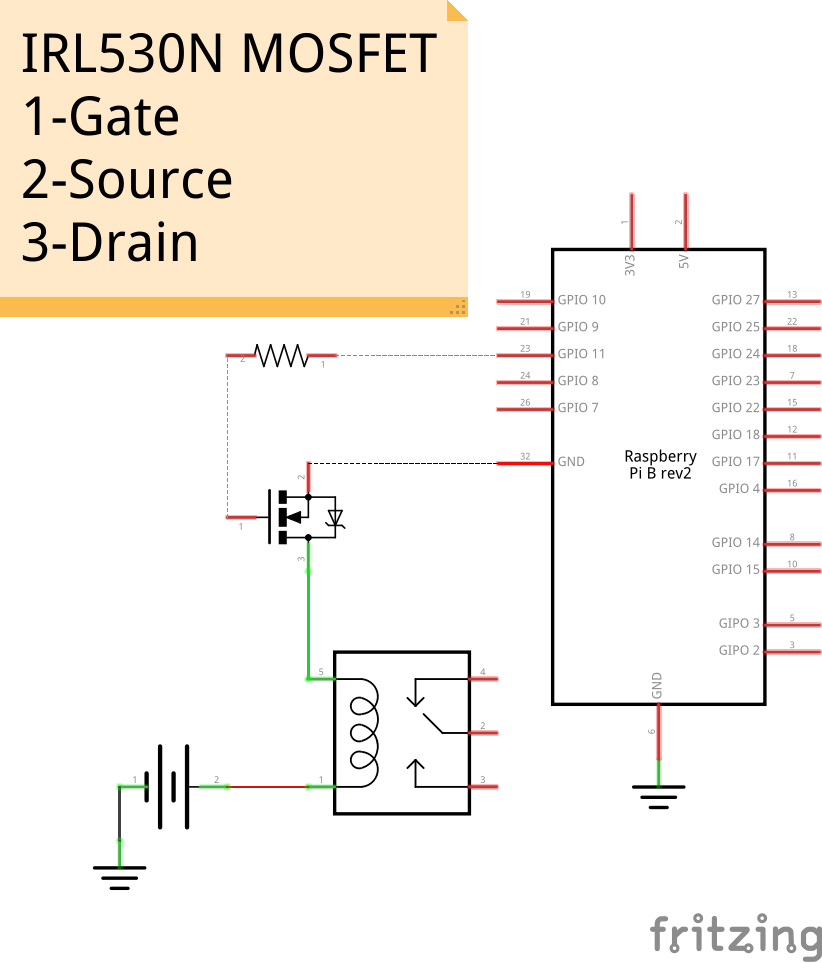 IRL530N MOSFET
1-Gate
2-Source
3-Drain
1
2
3V3
5V
19
GPIO 10
GPIO 27
13
21
GPIO 9
GPIO 25
22
2
1
23
GPIO 11
GPIO 24
18
24
GPIO 8
GPIO 23
7
26
GPIO 7
GPIO 22
15
GPIO 18
12
2
32
GND
Raspberry
Pi B rev2
GPIO 17
11
GPIO 4
16
1
3
GPIO 14
8
GPIO 15
10
GIPO 3
5
GIPO 2
3
GND
6
5
4
2
1
2
1
3
fritzing